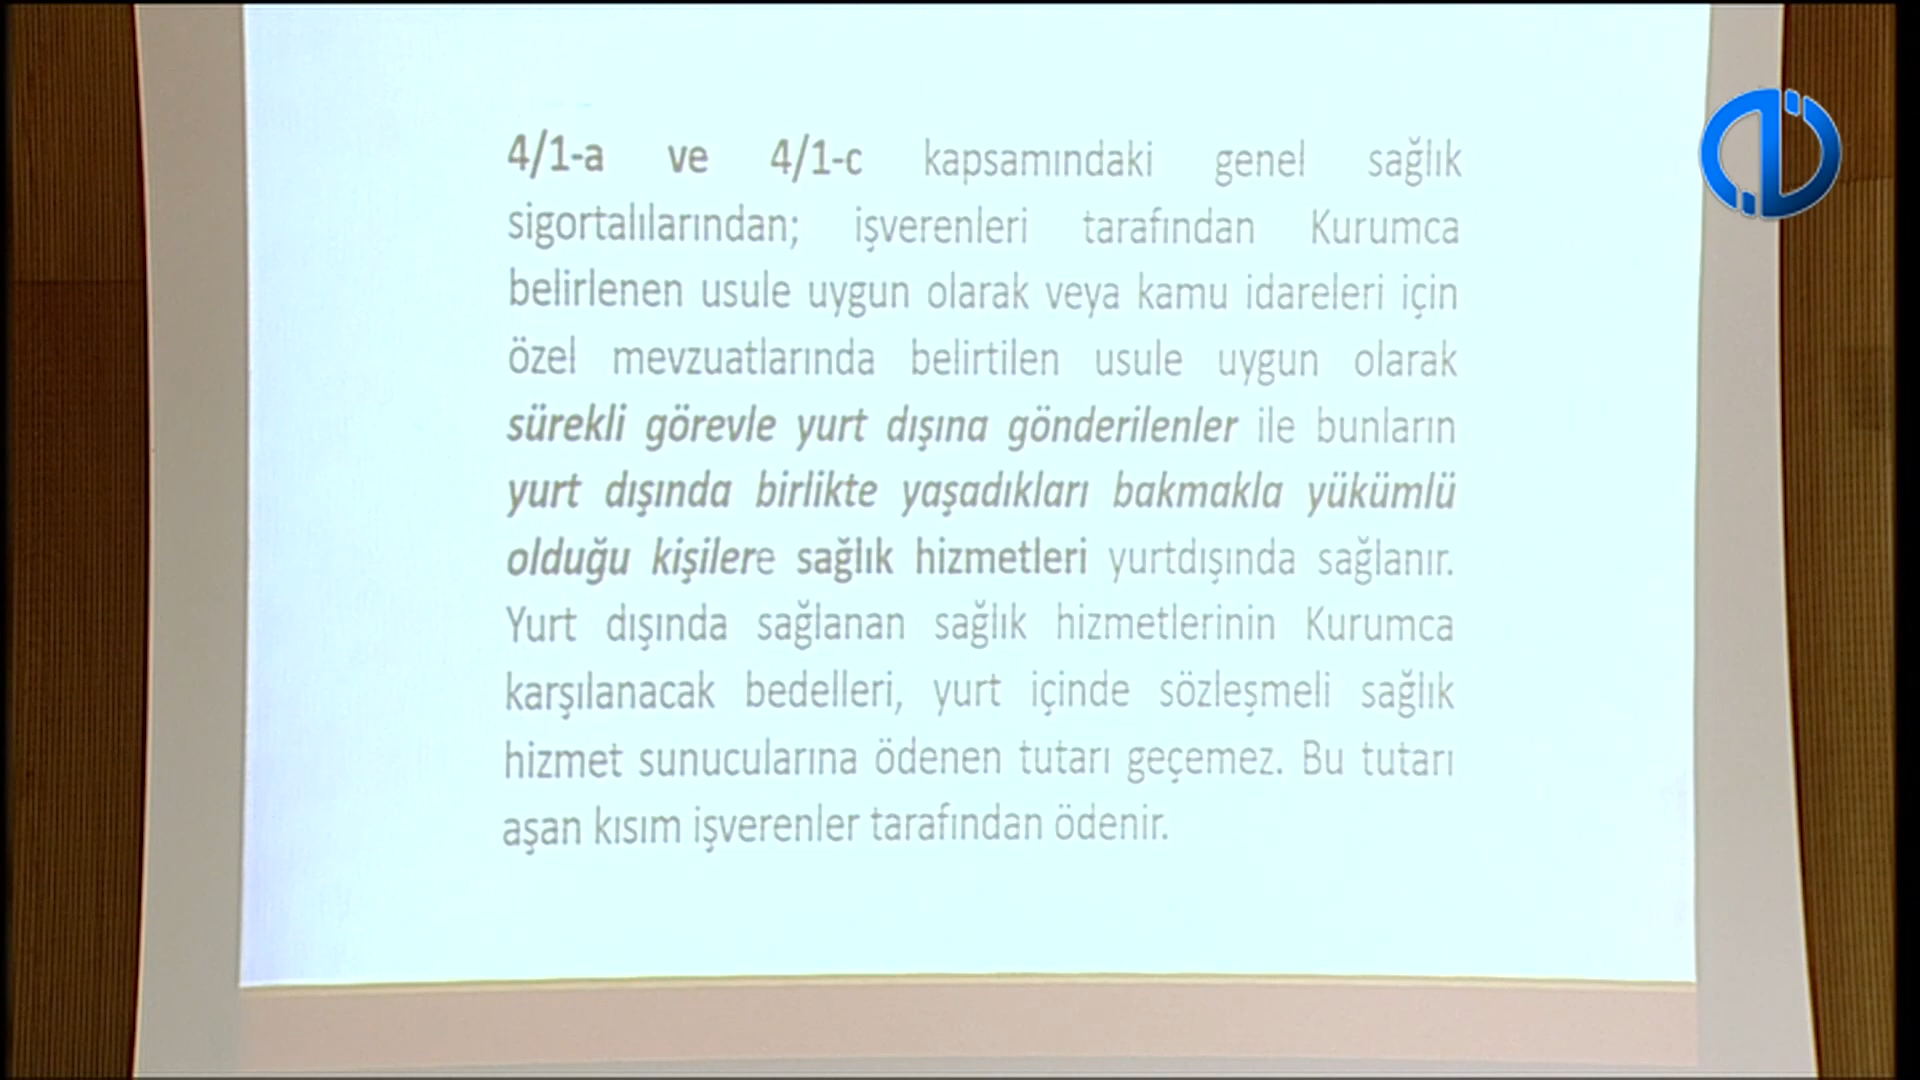 4/1-a ve 4/1-c kapsamındaki genel sağlık
sigortalılarından; işverenleri tarafından Kurumca
belirlenen usule uygun olarak veya kamu idareleri için
özel mevzuatlarında belirtilen usule uygun olarak
sürekli görevle yurt dışına gönderilenler ile bunların
yurt dışında birlikte yaşadıkları bakmakla yükümlü
olduğu kişilere sağlık hizmetleri yurtdışında sağlanır.
Yurt dışında sağlanan sağlık hizmetlerinin Kurumca
karşılanacak bedelleri, yurt içinde sözleşmeli sağlık
hizmet sunucularına ödenen tutarı geçemez. Bu tutarı
aşan kısım işverenler tarafından ödenir.